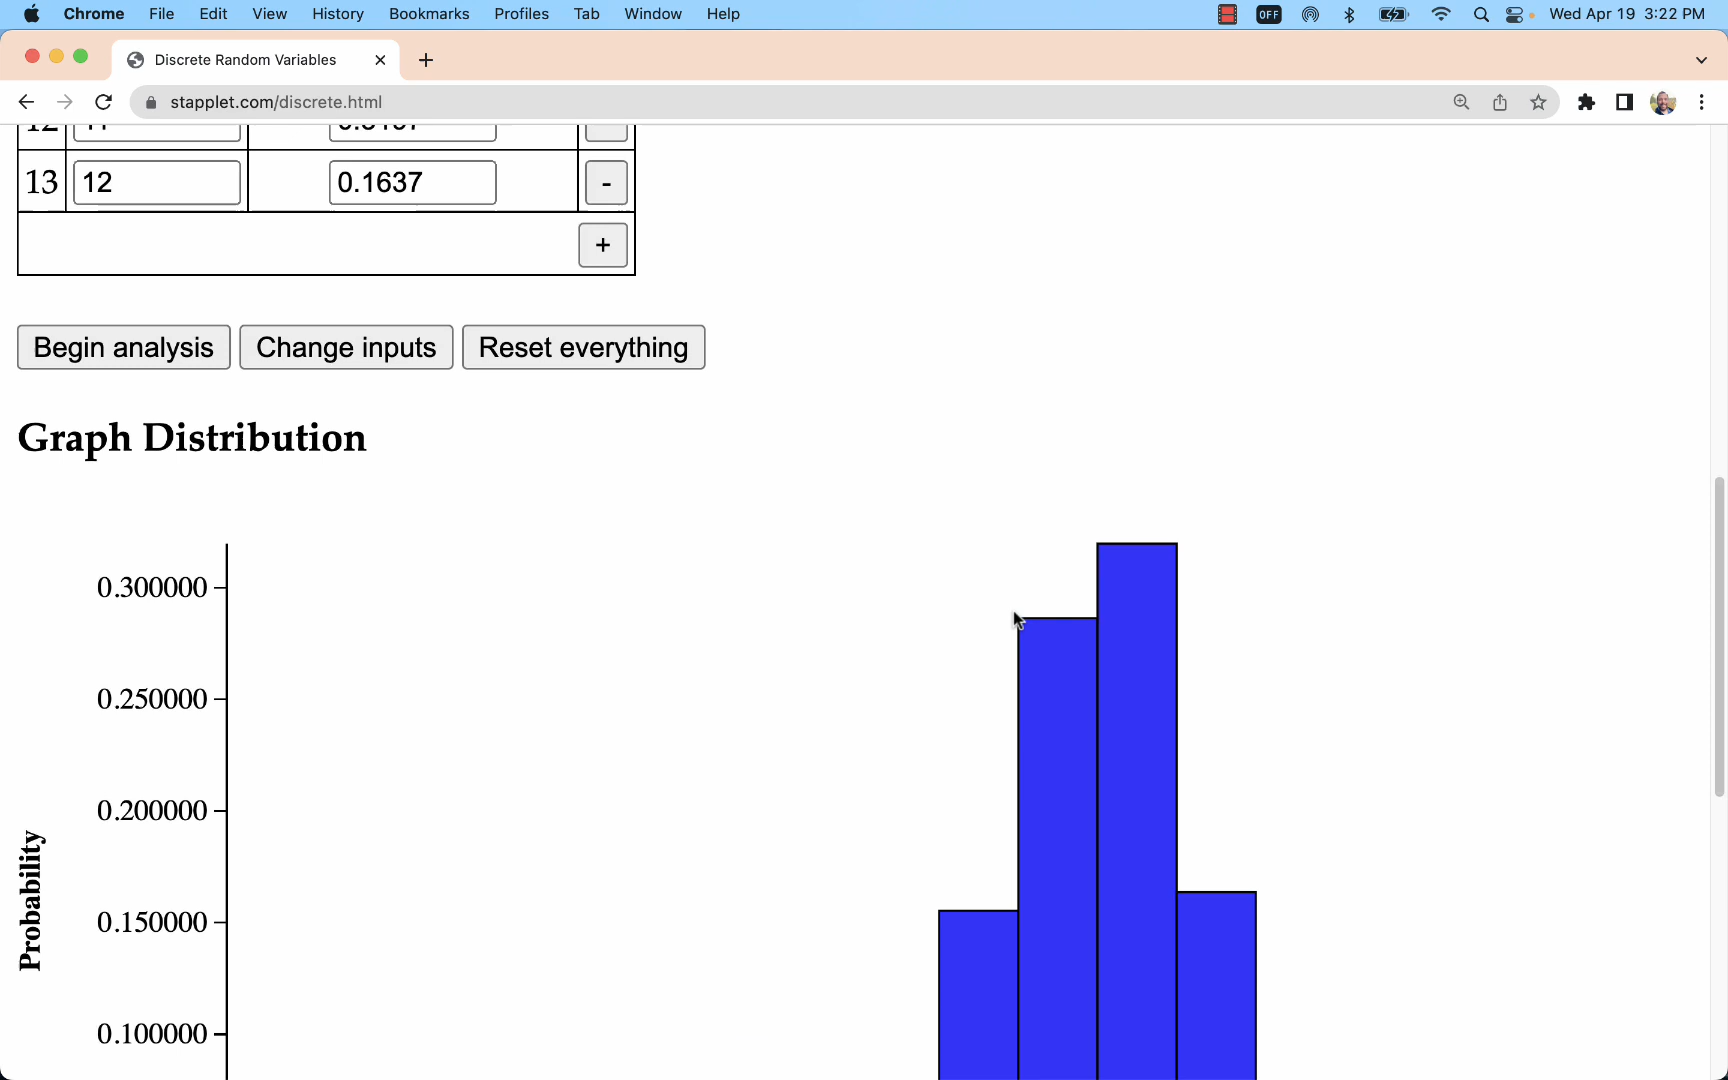 Chrome File Edit View History Bookmarks Profiles Tab Window Help OFF Wed Apr 19 3:22 PM
Discrete Random Variables
stapplet.com/discrete.html
13 12 0.1637 -
+
Begin analysis Change inputs Reset everything
Graph Distribution
0.300000
0.250000
0.200000
0.150000
0.100000
Probability